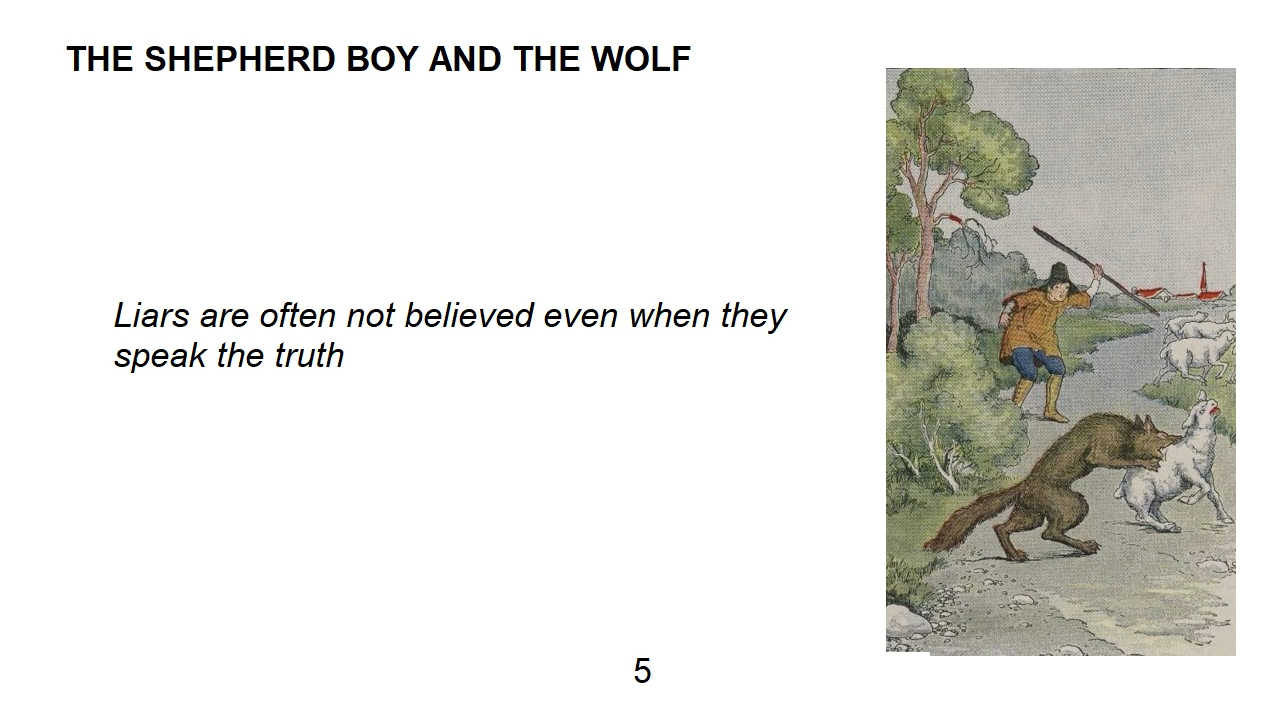 THE SHEPHERD BOY AND THE WOLF
Liars are often not believed even when they
speak the truth
5